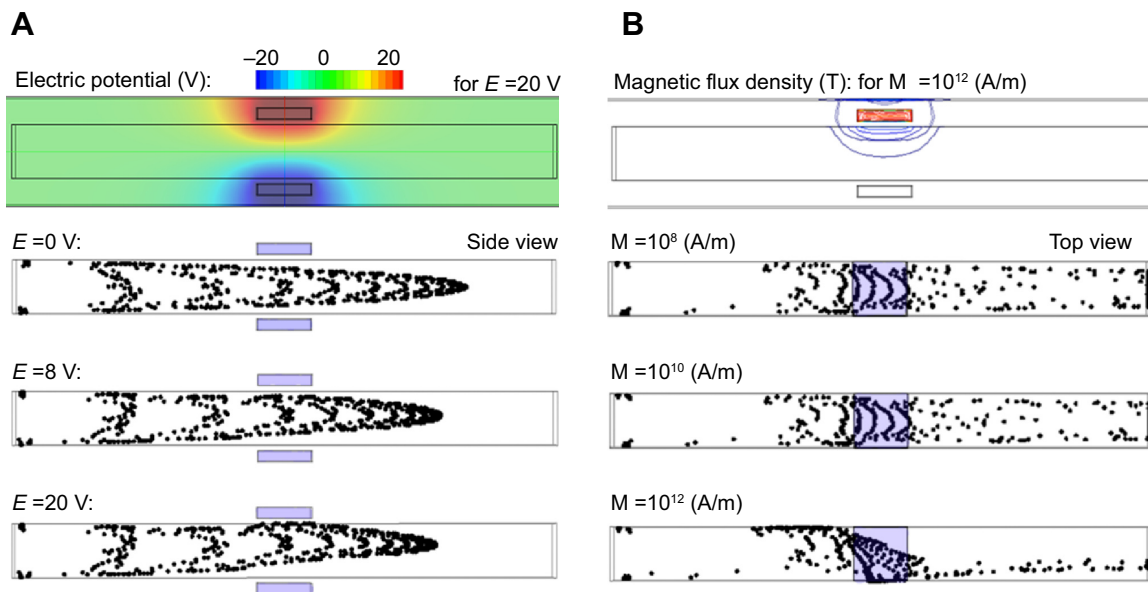 A
–20 0 20
Electric potential (V):
for E =20 V
E =0 V:
Side view
E =8 V:
E =20 V:
B
Magnetic flux density (T): for M =10¹² (A/m)
M =10⁸ (A/m)
Top view
M =10¹⁰ (A/m)
M =10¹² (A/m)